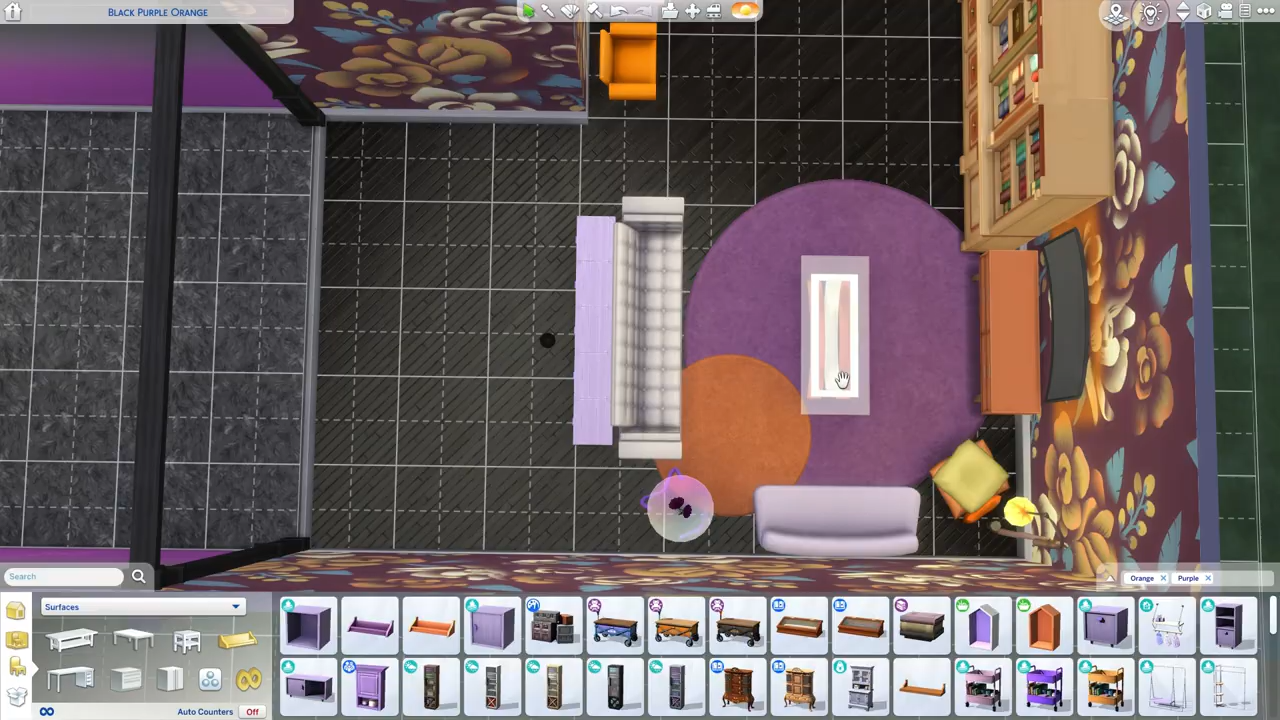 BLACK PURPLE ORANGE
Search
Orange
Purple
Surfaces
Auto Counters
Off